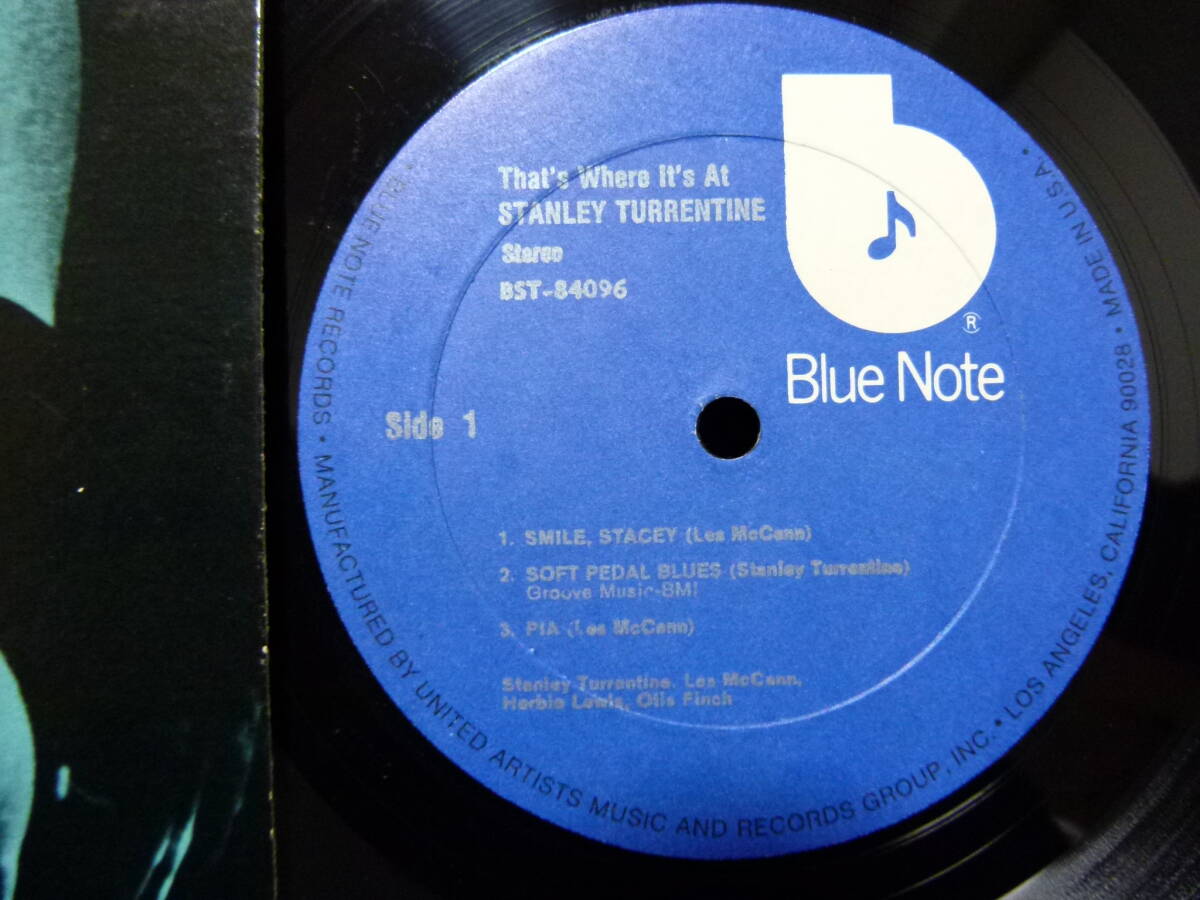 That's Where It's At
STANLEY TURRENTINE
Stereo
BST-84096
®
Blue Note
Side 1
1. SMILE, STACEY (Les McCann)
2. SOFT PEDAL BLUES (Stanley Turrentine)
Groove Music-BMI
3. PIA (Les McCann)
Stanley Turrentine, Les McCann,
Herbie Lewis, Otis Finch
• BLUE NOTE RECORDS • MANUFACTURED BY UNITED ARTISTS MUSIC AND RECORDS GROUP, INC. • LOS ANGELES, CALIFORNIA 90028 • MADE IN U.S.A. •